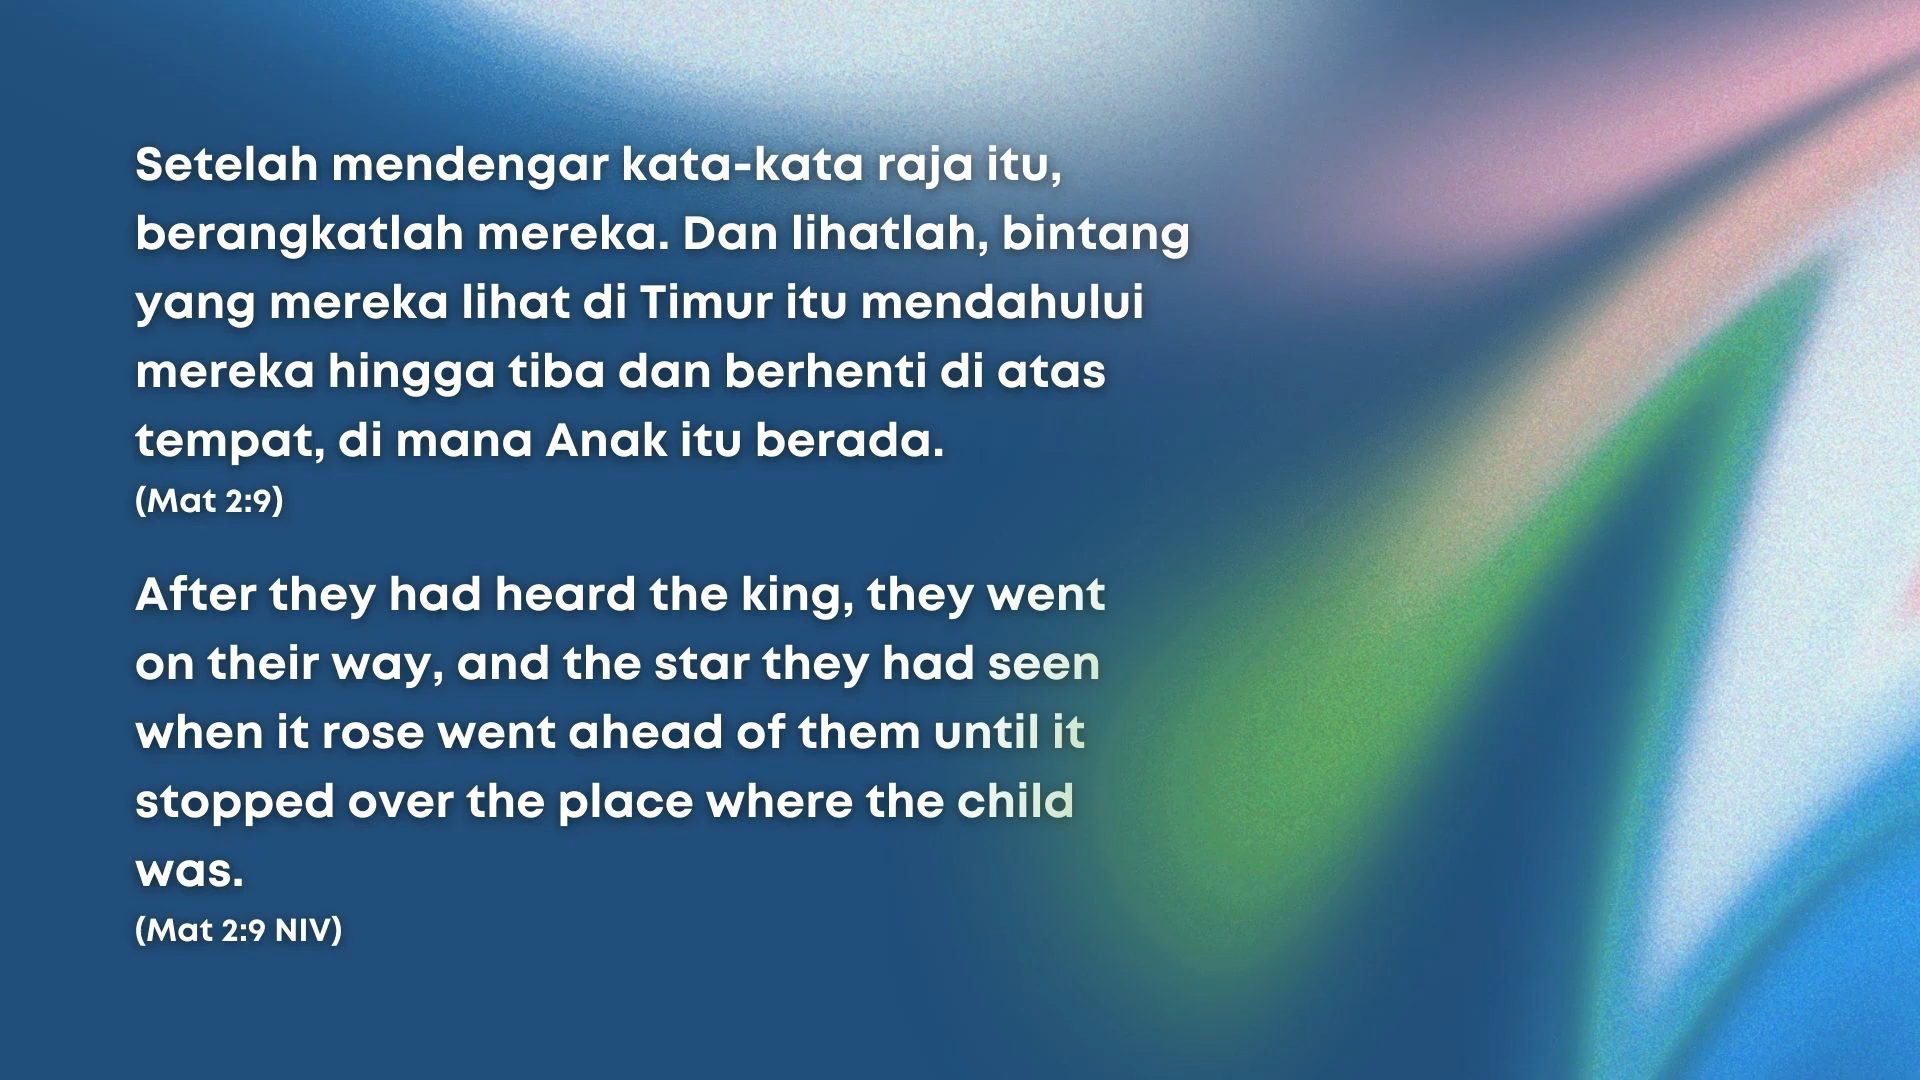 Setelah mendengar kata-kata raja itu,
berangkatlah mereka. Dan lihatlah, bintang
yang mereka lihat di Timur itu mendahului
mereka hingga tiba dan berhenti di atas
tempat, di mana Anak itu berada.
(Mat 2:9)
After they had heard the king, they went
on their way, and the star they had seen
when it rose went ahead of them until it
stopped over the place where the child
was.
(Mat 2:9 NIV)